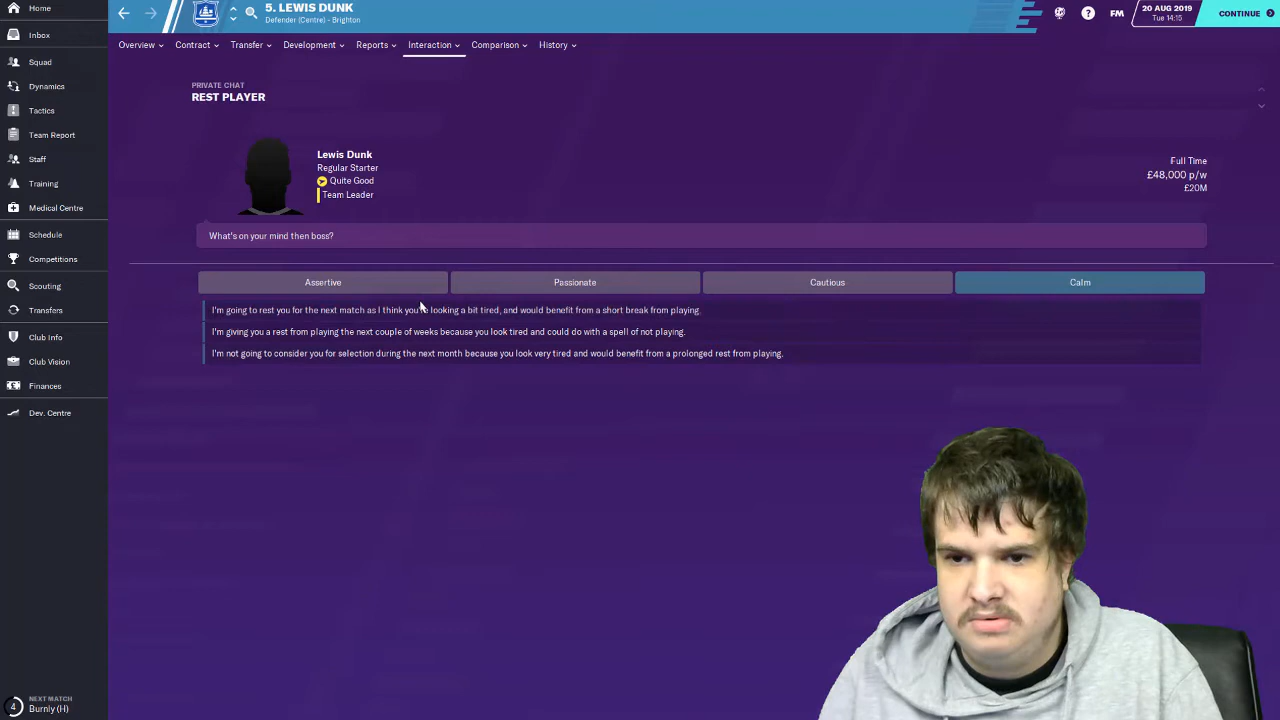 Home
5. LEWIS DUNK
Defender (Centre) - Brighton
FM
20 AUG 2019
Tue 14:15
CONTINUE
Inbox
Overview Contract Transfer Development Reports Interaction Comparison History
Squad
Dynamics
Tactics
Team Report
Staff
Training
Medical Centre
Schedule
Competitions
Scouting
Transfers
Club Info
Club Vision
Finances
Dev. Centre
4 NEXT MATCH
Burnly (H)
PRIVATE CHAT
REST PLAYER
Lewis Dunk
Regular Starter
Quite Good
Team Leader
Full Time
£48,000 p/w
£20M
What's on your mind then boss?
Assertive Passionate Cautious Calm
I'm going to rest you for the next match as I think you're looking a bit tired, and would benefit from a short break from playing.
I'm giving you a rest from playing the next couple of weeks because you look tired and could do with a spell of not playing.
I'm not going to consider you for selection during the next month because you look very tired and would benefit from a prolonged rest from playing.